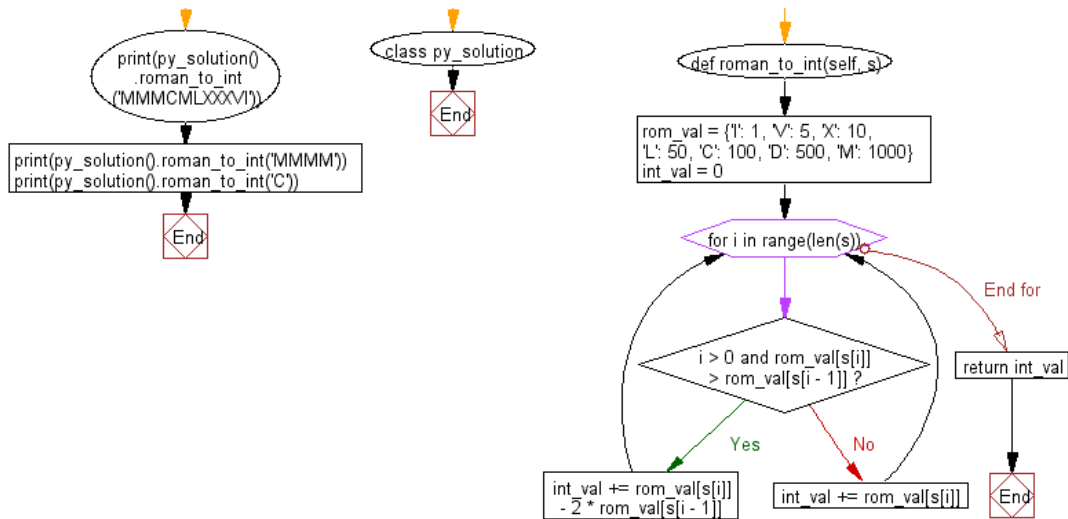 print(py_solution()
.roman_to_int
('MMMCMLXXXVI'))
print(py_solution().roman_to_int('MMMM'))
print(py_solution().roman_to_int('C'))
End
class py_solution
End
def roman_to_int(self, s)
rom_val = {'I': 1, 'V': 5, 'X': 10,
'L': 50, 'C': 100, 'D': 500, 'M': 1000}
int_val = 0
for i in range(len(s))
End for
i > 0 and rom_val[s[i]]
> rom_val[s[i - 1]] ?
return int_val
Yes
No
int_val += rom_val[s[i]]
- 2 * rom_val[s[i - 1]]
int_val += rom_val[s[i]]
End